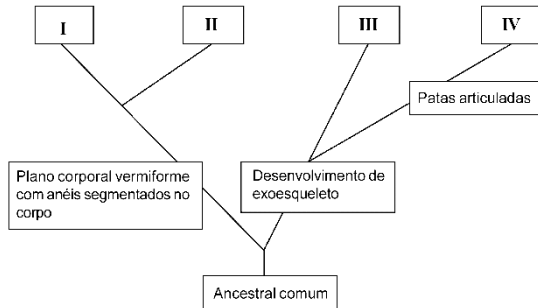 I
II
III
IV
Patas articuladas
Plano corporal vermiforme
com anéis segmentados no
corpo
Desenvolvimento de
exoesqueleto
Ancestral comum